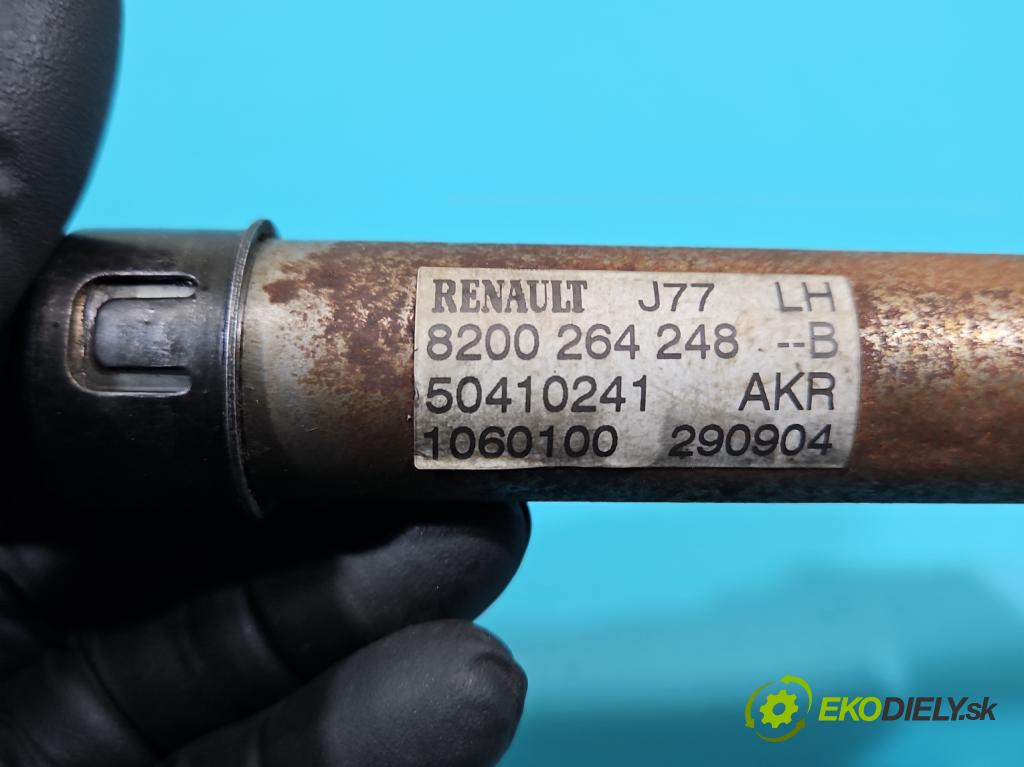 RENAULT J77 LH
8200 264 248 --B
50410241 AKR
1060100 290904
EKODIELY.sk